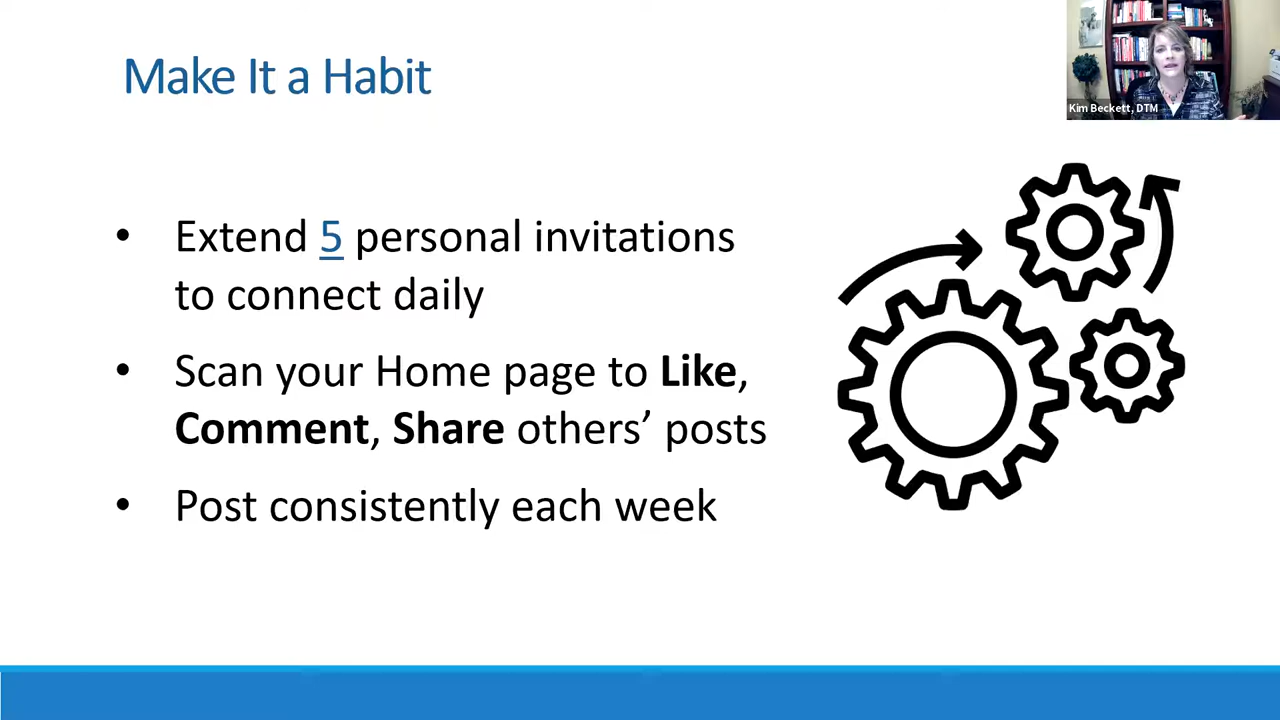 Make It a Habit
Kim Beckett, DTM
• Extend 5 personal invitations
to connect daily
• Scan your Home page to Like,
Comment, Share others’ posts
• Post consistently each week